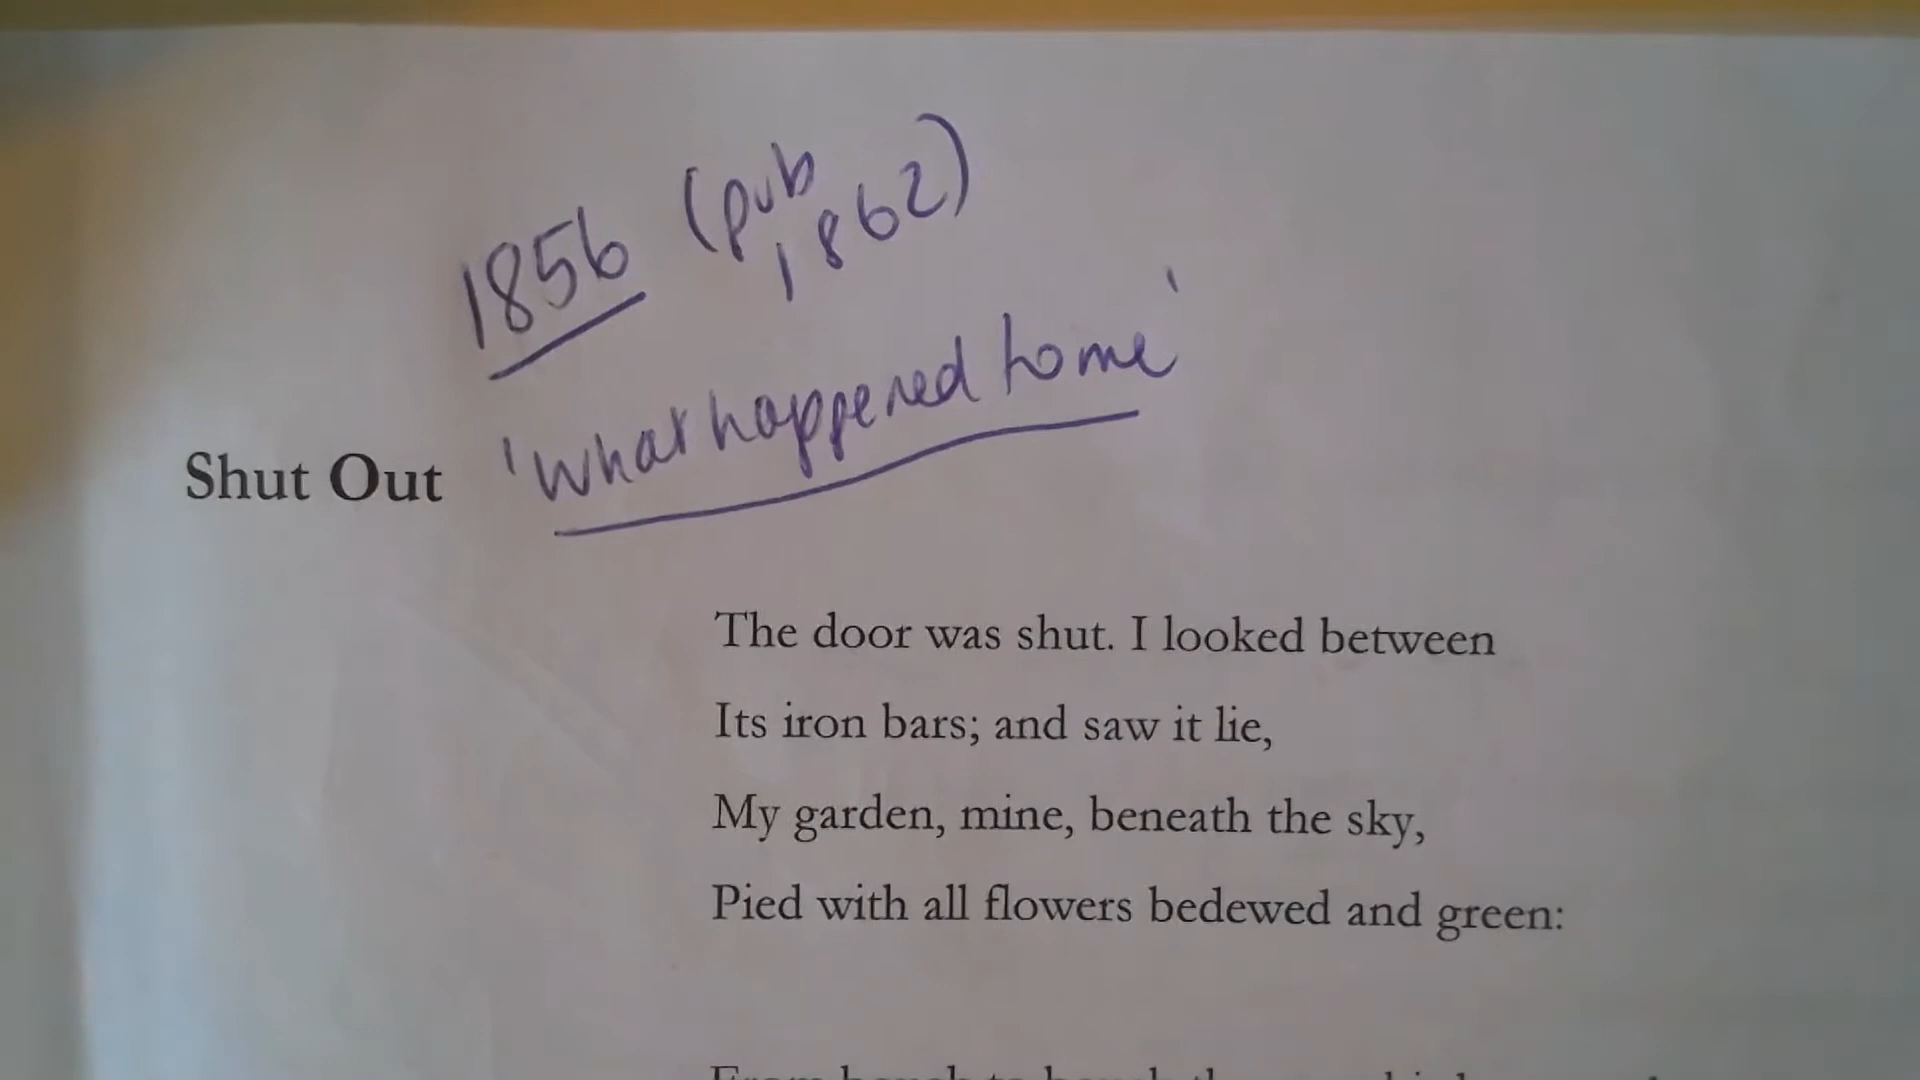 1856 (pub
1862)
'What happened home'
Shut Out
The door was shut. I looked between
Its iron bars; and saw it lie,
My garden, mine, beneath the sky,
Pied with all flowers bedewed and green: